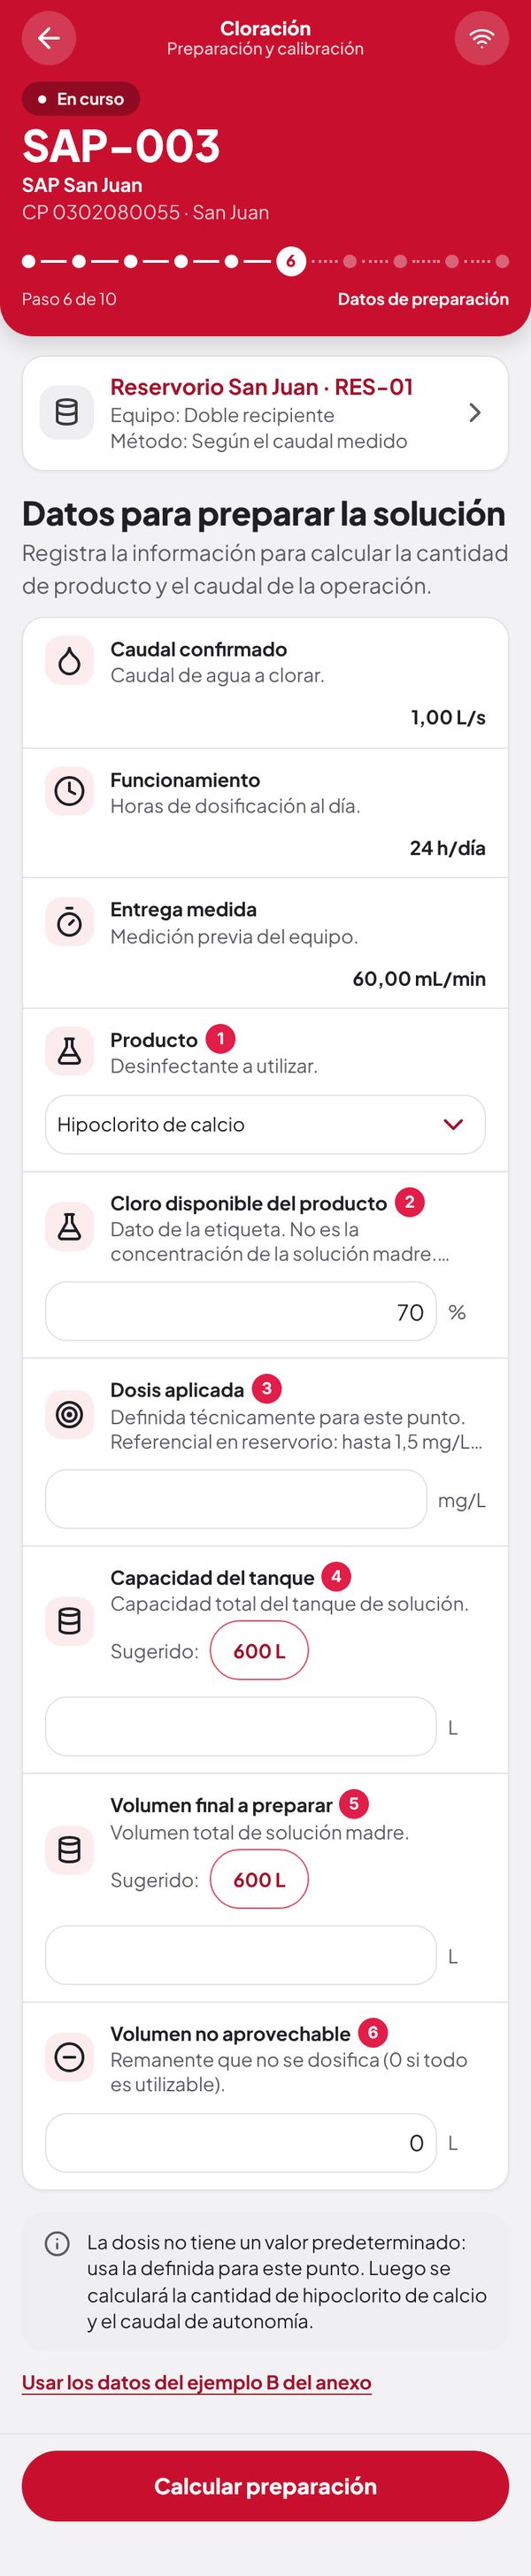 Cloración
Preparación y calibración
En curso
SAP-003
SAP San Juan
CP 0302080055 · San Juan
6
Paso 6 de 10
Datos de preparación
Reservorio San Juan · RES-01
Equipo: Doble recipiente
Método: Según el caudal medido
Datos para preparar la solución
Registra la información para calcular la cantidad
de producto y el caudal de la operación.
Caudal confirmado
Caudal de agua a clorar.
1,00 L/s
Funcionamiento
Horas de dosificación al día.
24 h/día
Entrega medida
Medición previa del equipo.
60,00 mL/min
Producto 1
Desinfectante a utilizar.
Hipoclorito de calcio
Cloro disponible del producto 2
Dato de la etiqueta. No es la
concentración de la solución madre.…
70 %
Dosis aplicada 3
Definida técnicamente para este punto.
Referencial en reservorio: hasta 1,5 mg/L…
mg/L
Capacidad del tanque 4
Capacidad total del tanque de solución.
Sugerido: 600 L
L
Volumen final a preparar 5
Volumen total de solución madre.
Sugerido: 600 L
L
Volumen no aprovechable 6
Remanente que no se dosifica (0 si todo
es utilizable).
0 L
La dosis no tiene un valor predeterminado:
usa la definida para este punto. Luego se
calculará la cantidad de hipoclorito de calcio
y el caudal de autonomía.
Usar los datos del ejemplo B del anexo
Calcular preparación